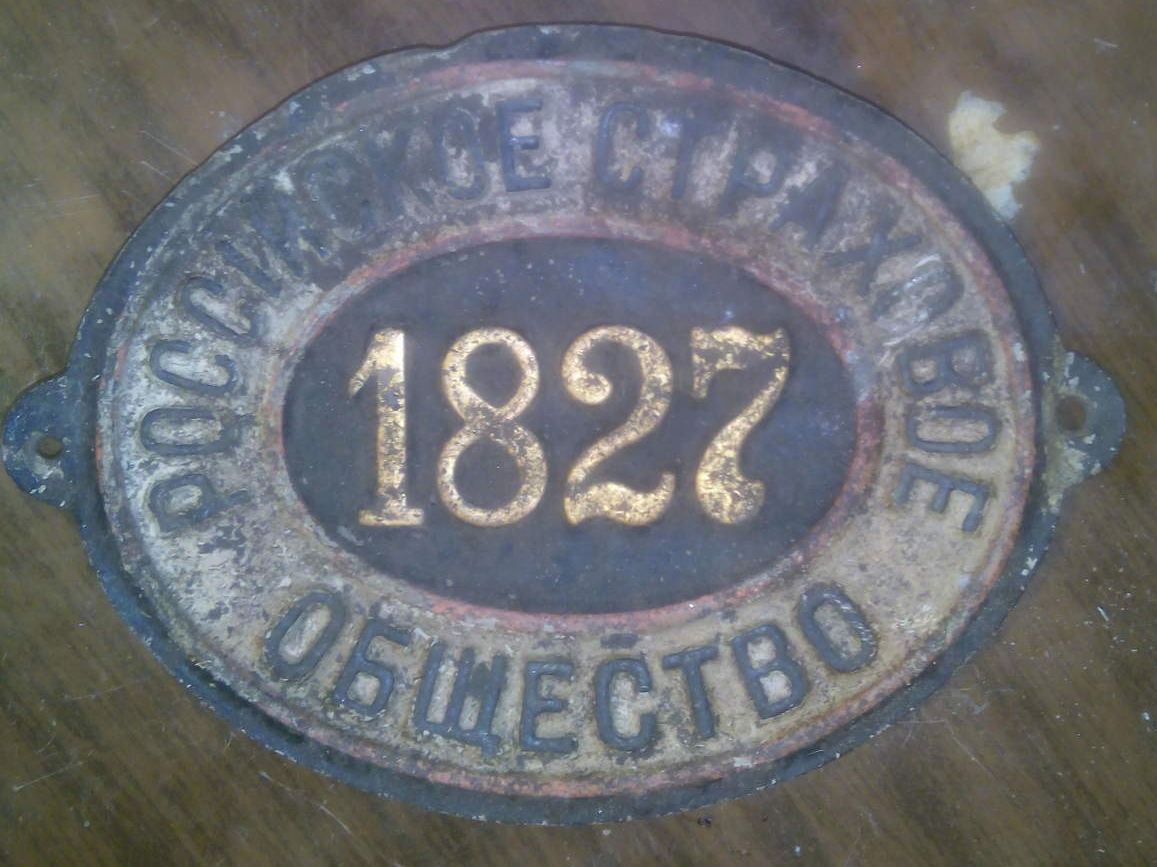 РОССИЙСКОЕ СТРАХОВОЕ
1827
ОБЩЕСТВО